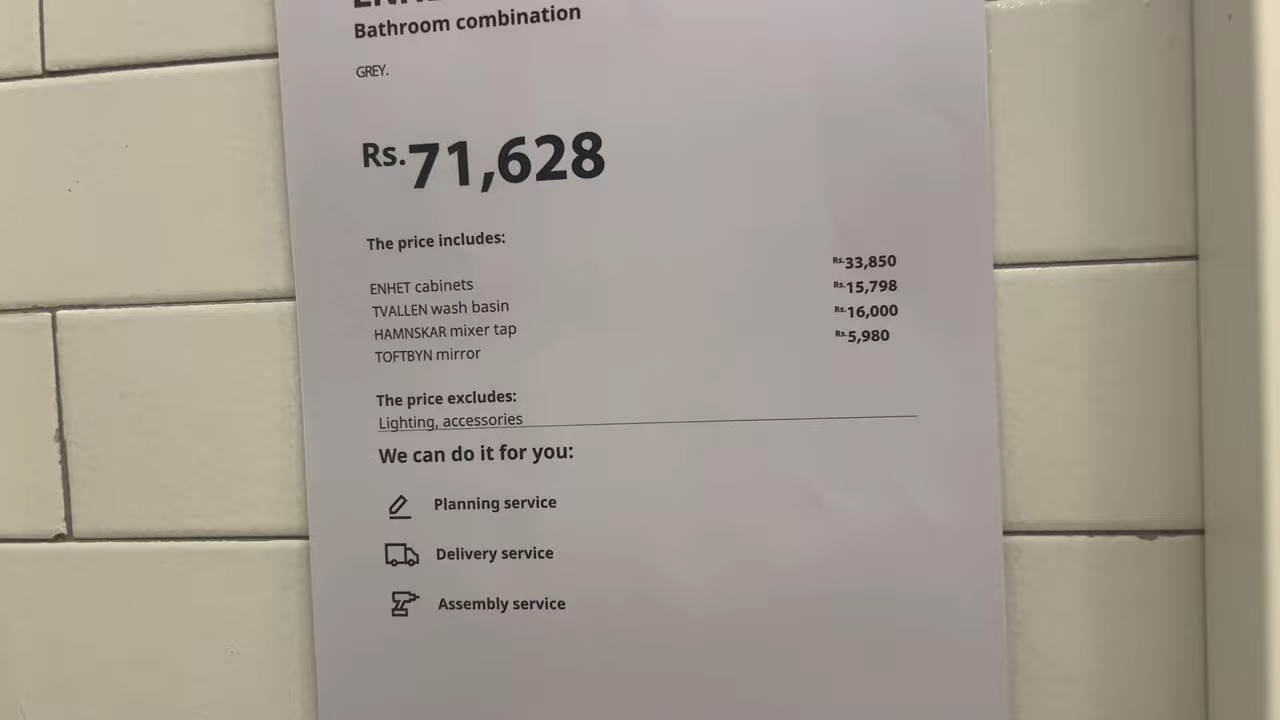 Bathroom combination
GREY.
Rs.71,628
The price includes:
ENHET cabinets Rs.33,850
TVALLEN wash basin Rs.15,798
HAMNSKAR mixer tap Rs.16,000
TOFTBYN mirror Rs.5,980
The price excludes:
Lighting, accessories
We can do it for you:
Planning service
Delivery service
Assembly service